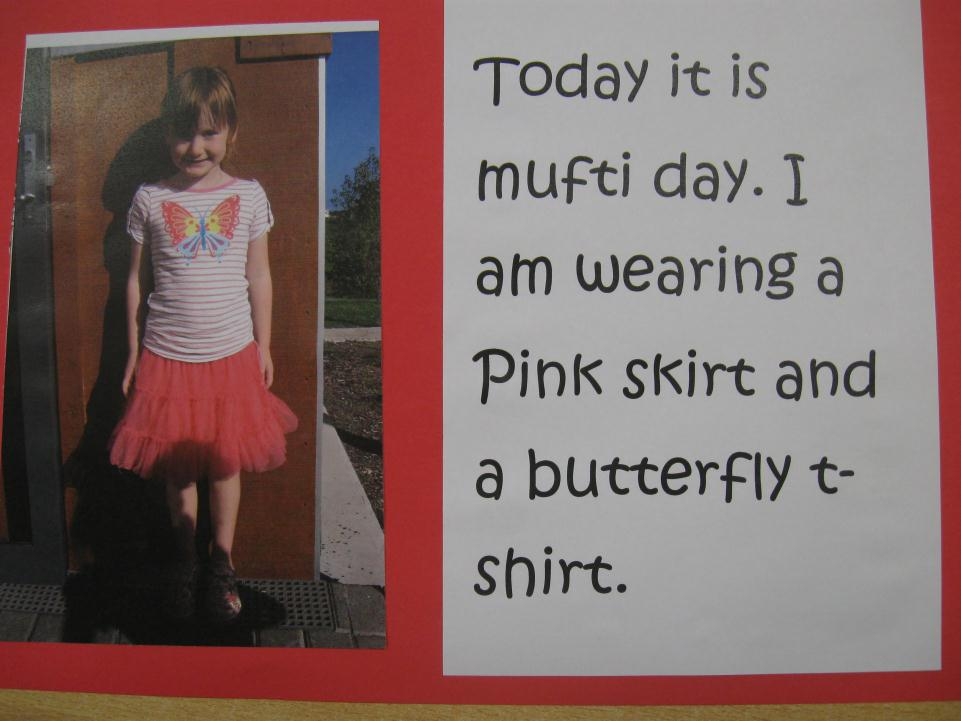 Today it is
mufti day. I
am wearing a
Pink skirt and
a butterfly t-
shirt.